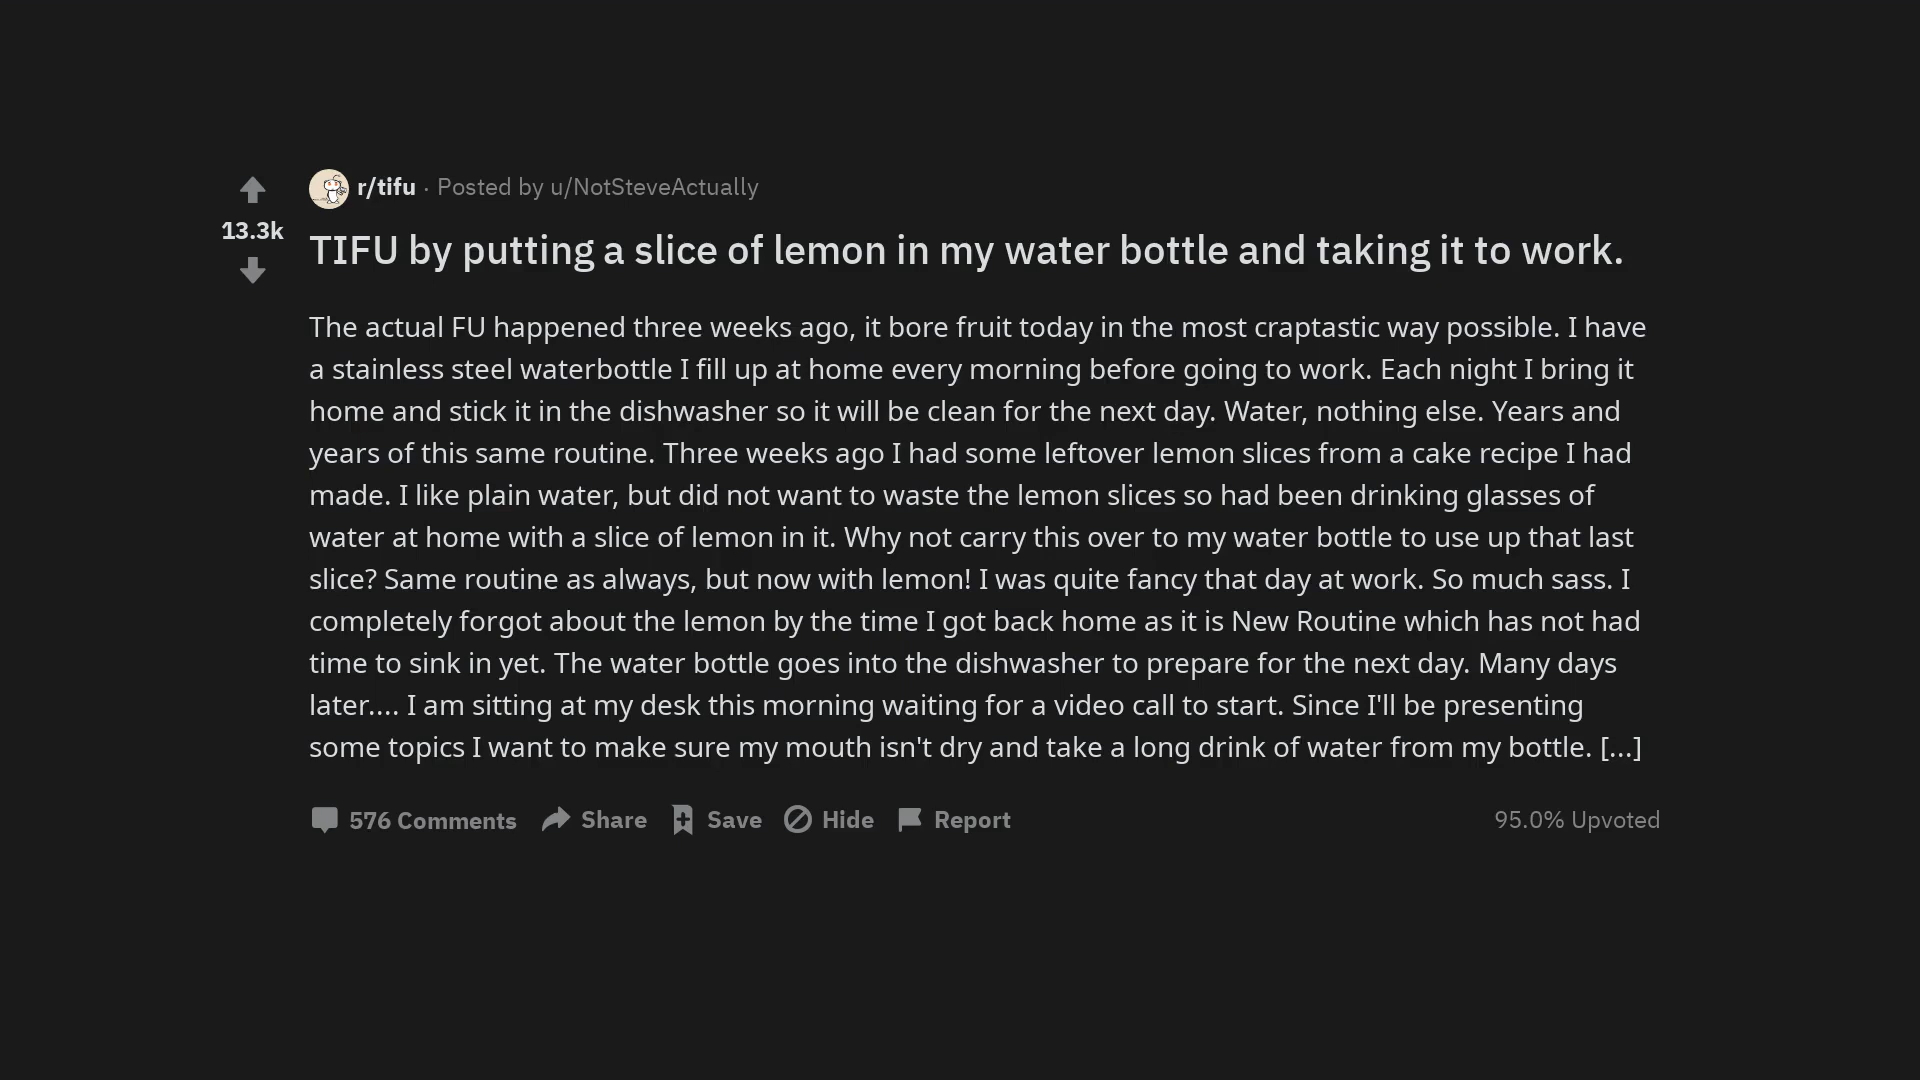 r/tifu · Posted by u/NotSteveActually
13.3k
TIFU by putting a slice of lemon in my water bottle and taking it to work.
The actual FU happened three weeks ago, it bore fruit today in the most craptastic way possible. I have
a stainless steel waterbottle I fill up at home every morning before going to work. Each night I bring it
home and stick it in the dishwasher so it will be clean for the next day. Water, nothing else. Years and
years of this same routine. Three weeks ago I had some leftover lemon slices from a cake recipe I had
made. I like plain water, but did not want to waste the lemon slices so had been drinking glasses of
water at home with a slice of lemon in it. Why not carry this over to my water bottle to use up that last
slice? Same routine as always, but now with lemon! I was quite fancy that day at work. So much sass. I
completely forgot about the lemon by the time I got back home as it is New Routine which has not had
time to sink in yet. The water bottle goes into the dishwasher to prepare for the next day. Many days
later.... I am sitting at my desk this morning waiting for a video call to start. Since I'll be presenting
some topics I want to make sure my mouth isn't dry and take a long drink of water from my bottle. [...]
576 Comments Share Save Hide Report 95.0% Upvoted